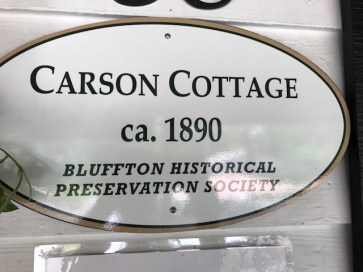 CARSON COTTAGE
ca. 1890
BLUFFTON HISTORICAL
PRESERVATION SOCIETY